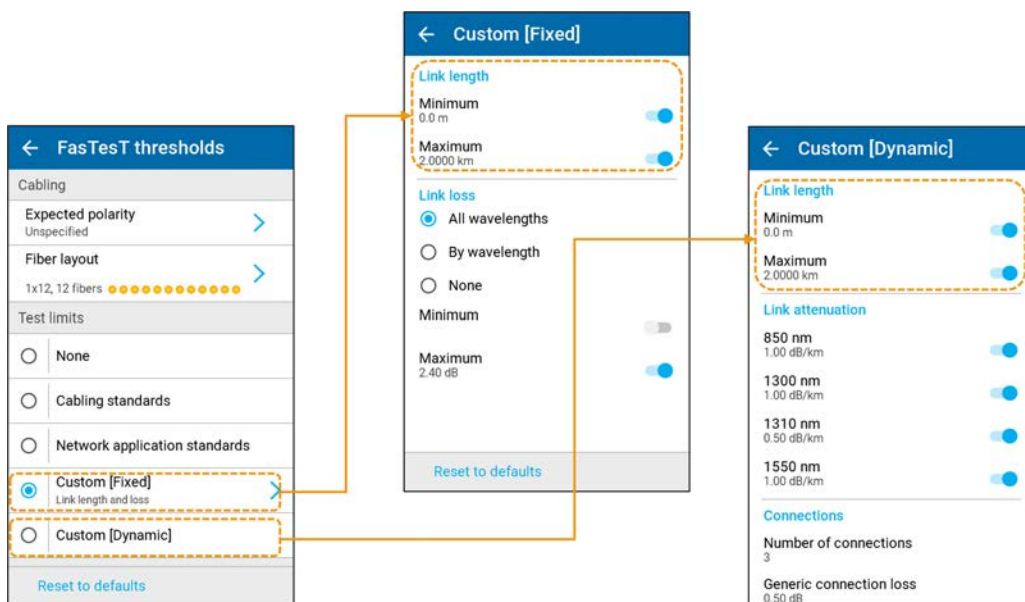 FasTesT thresholds
Cabling
Expected polarity
Unspecified
Fiber layout
1x12, 12 fibers
Test limits
None
Cabling standards
Network application standards
Custom [Fixed]
Link length and loss
Custom [Dynamic]
Reset to defaults
Custom [Fixed]
Link length
Minimum
0.0 m
Maximum
2.0000 km
Link loss
All wavelengths
By wavelength
None
Minimum
Maximum
2.40 dB
Reset to defaults
Custom [Dynamic]
Link length
Minimum
0.0 m
Maximum
2.0000 km
Link attenuation
850 nm
1.00 dB/km
1300 nm
1.00 dB/km
1310 nm
0.50 dB/km
1550 nm
1.00 dB/km
Connections
Number of connections
3
Generic connection loss
0.50 dB